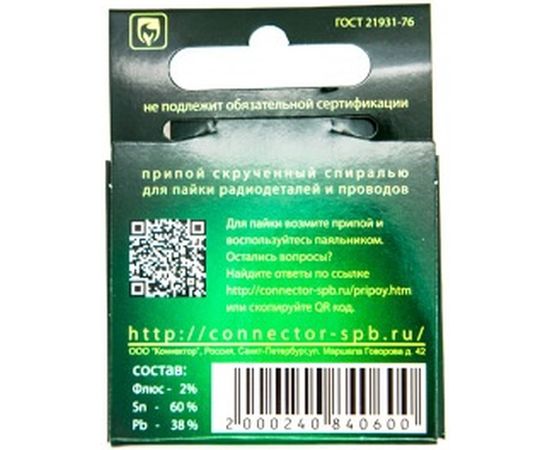 ГОСТ 21931-76
не подлежит обязательной сертификации
припой скрученный спиралью
для пайки радиодеталей и проводов
Для пайки возмите припой и
воспользуйтесь паяльником.
Остались вопросы?
Найдите ответы по ссылке
http://connector-spb.ru/pripoy.htm
или скопируйте QR код.
http://connector-spb.ru/
ООО "Коннектор", Россия, Санкт-Петербург,ул. Маршала Говорова д. 42
состав:
Флюс - 2%
Sn - 60 %
Pb - 38 %
2 000240 840600